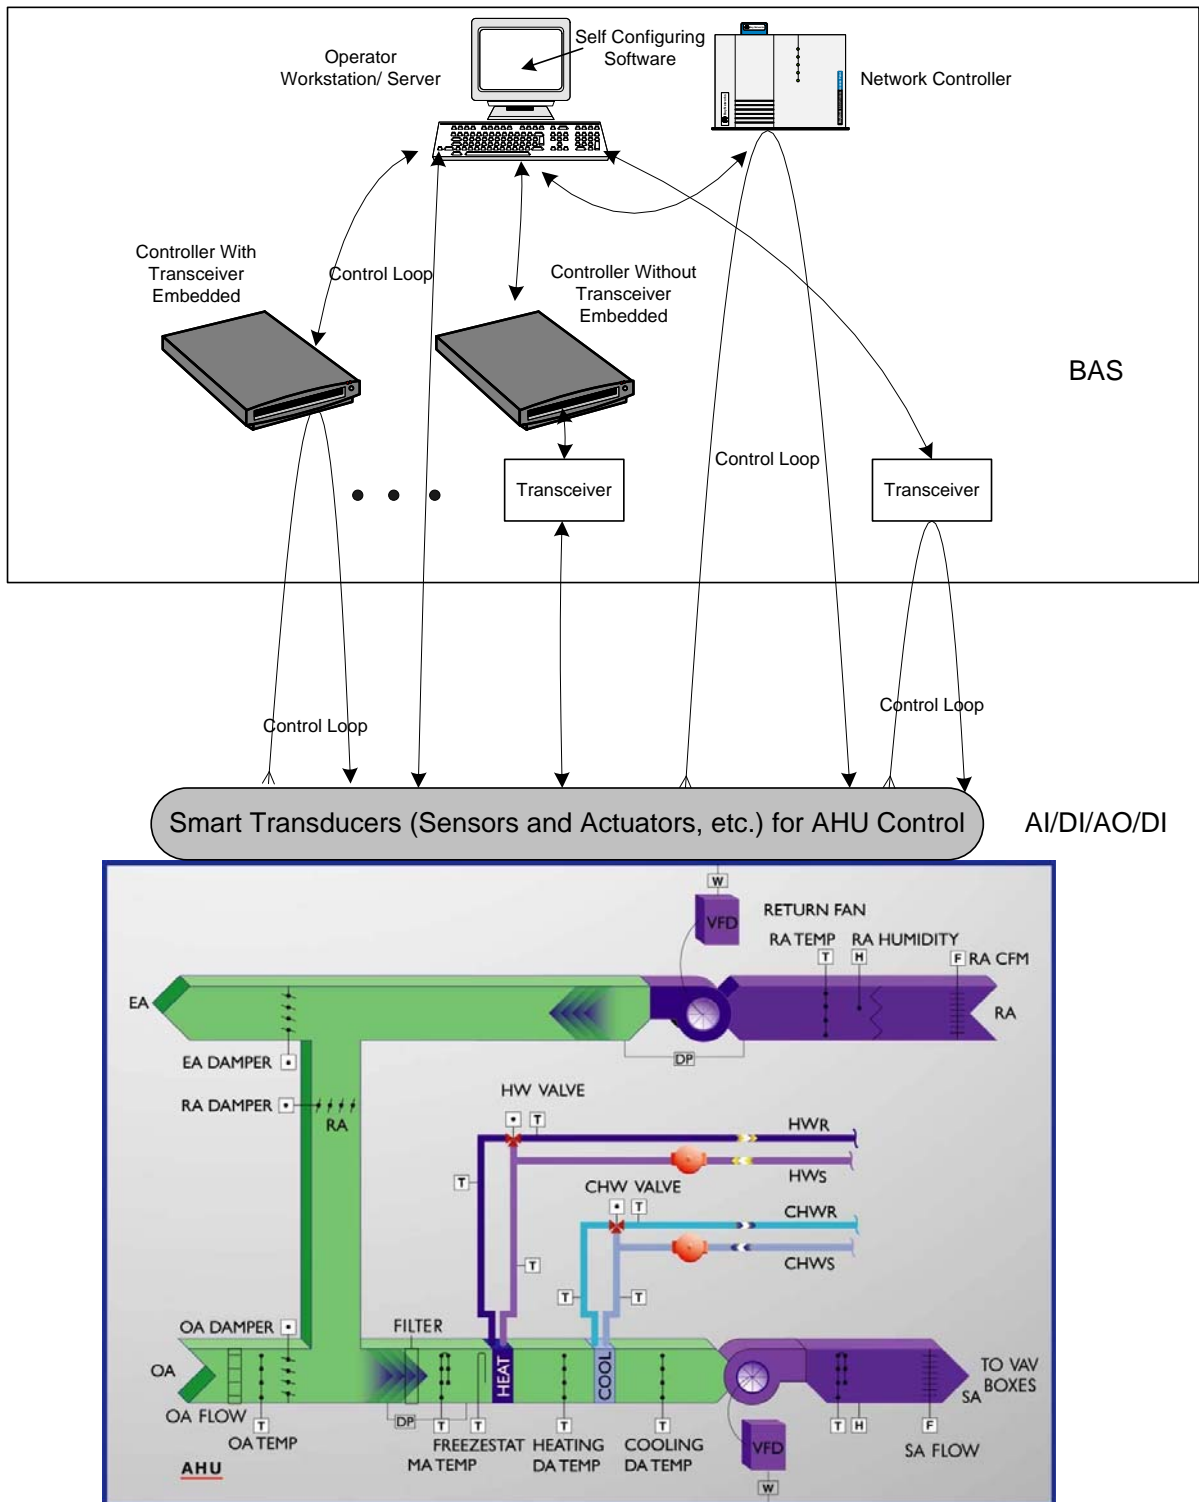 Operator
Workstation/ Server
Self Configuring
Software
Network Controller
Controller With
Transceiver
Embedded
Control Loop
Controller Without
Transceiver
Embedded
BAS
Control Loop
Transceiver
Transceiver
Control Loop
Control Loop
Smart Transducers (Sensors and Actuators, etc.) for AHU Control
AI/DI/AO/DI
W
VFD
RETURN FAN
RA TEMP
RA HUMIDITY
T
H
F
RA CFM
EA
RA
EA DAMPER
DP
HW VALVE
RA DAMPER
RA
T
HWR
HWS
T
CHW VALVE
T
CHWR
CHWS
T
T
T
OA DAMPER
FILTER
OA
HEAT
COOL
TO VAV
BOXES
SA
OA FLOW
T
DP
T
T
T
T
T
H
F
OA TEMP
FREEZESTAT
MA TEMP
HEATING
DA TEMP
COOLING
DA TEMP
VFD
SA FLOW
AHU
W